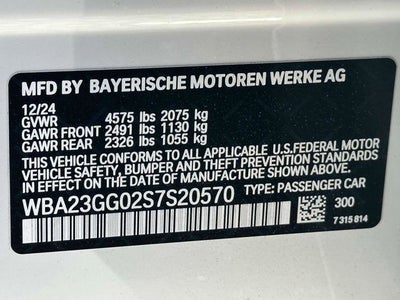 MFD BY BAYERISCHE MOTOREN WERKE AG
12/24
GVWR 4575 lbs 2075 kg
GAWR FRONT 2491 lbs 1130 kg
GAWR REAR 2326 lbs 1055 kg
THIS VEHICLE CONFORMS TO ALL APPLICABLE U.S.FEDERAL MOTOR
VEHICLE SAFETY, BUMPER AND THEFT PREVENTION STANDARDS
IN EFFECT ON THE DATE OF MANUFACTURE SHOWN ABOVE.
WBA23GG02S7S20570 TYPE: PASSENGER CAR
300
7 315 814